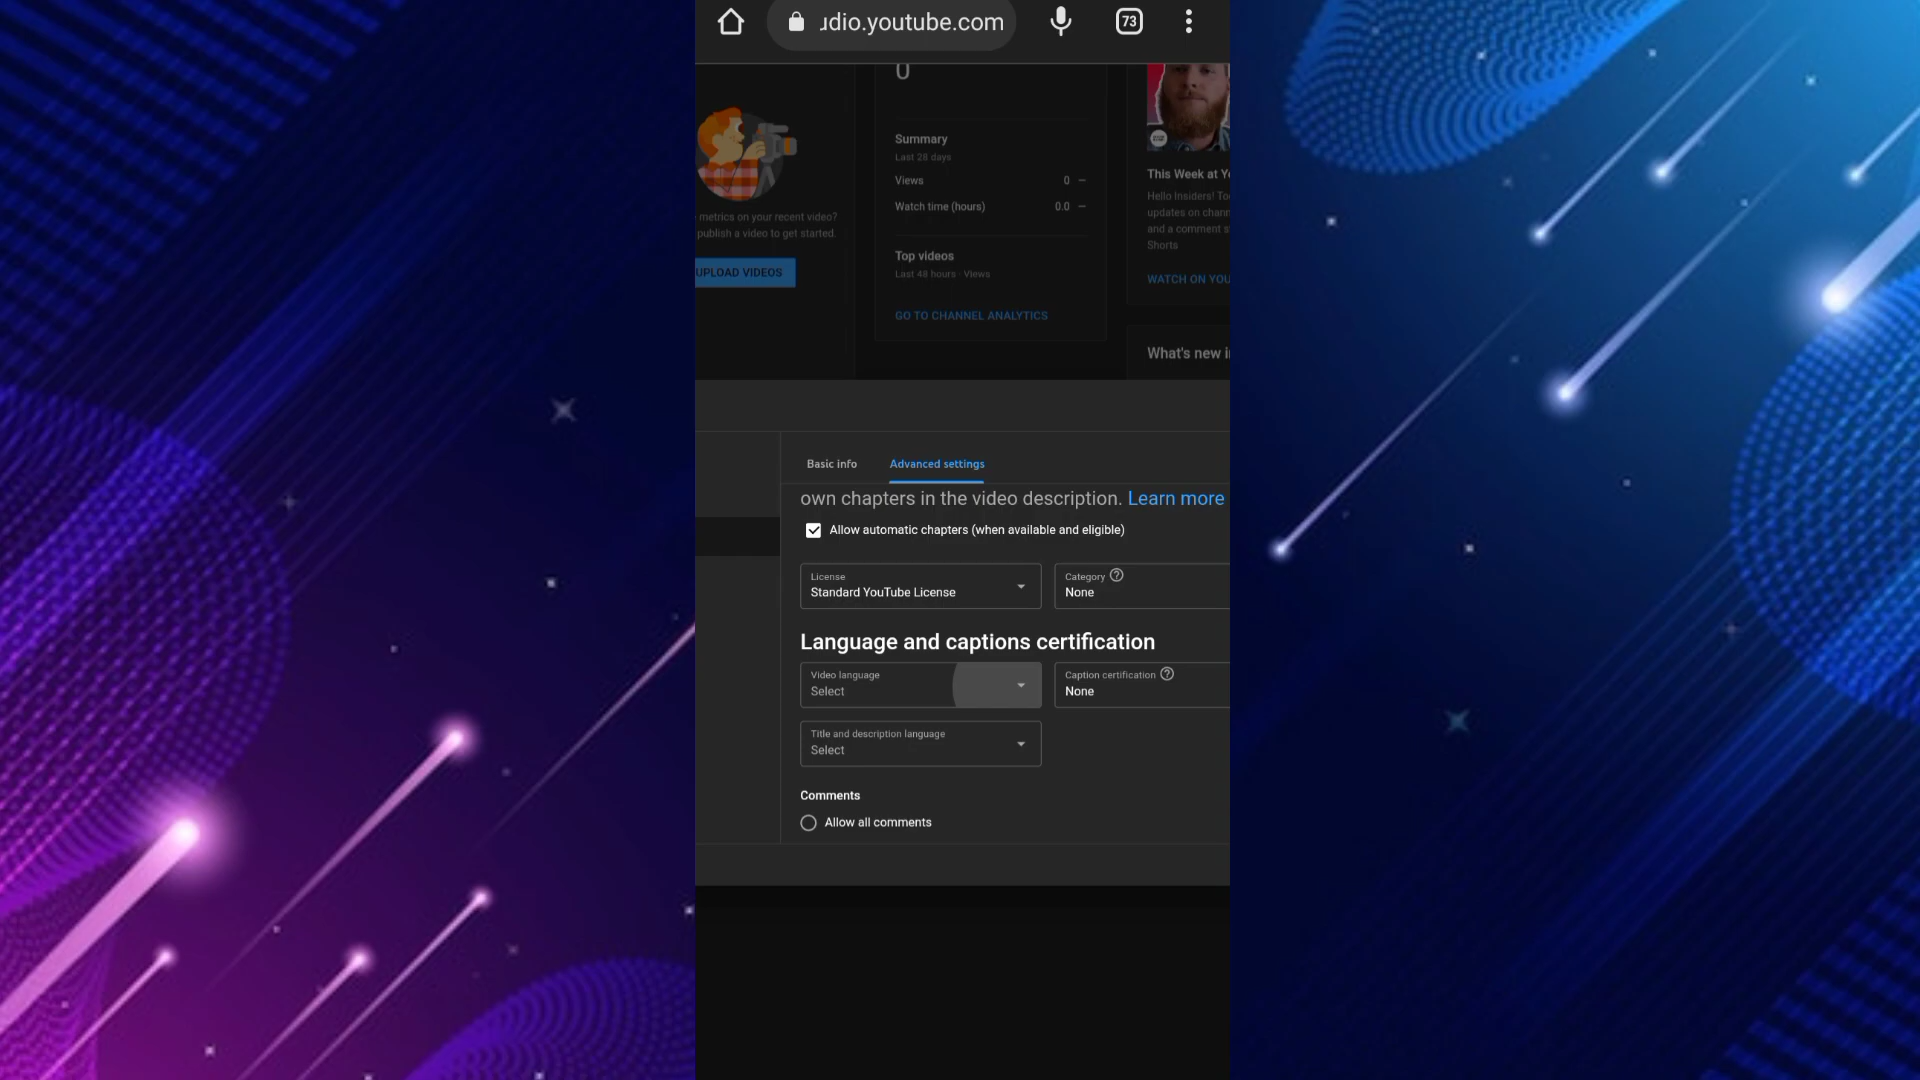 udio.youtube.com
73
0
metrics on your recent video?
publish a video to get started.
UPLOAD VIDEOS
Summary
Last 28 days
Views 0 —
Watch time (hours) 0.0 —
Top videos
Last 48 hours · Views
GO TO CHANNEL ANALYTICS
This Week at Y
Hello Insiders! To
updates on chann
and a comment s
Shorts
WATCH ON YOU
What's new i
Basic info
Advanced settings
own chapters in the video description. Learn more
Allow automatic chapters (when available and eligible)
License
Standard YouTube License
Category
None
Language and captions certification
Video language
Select
Caption certification
None
Title and description language
Select
Comments
Allow all comments